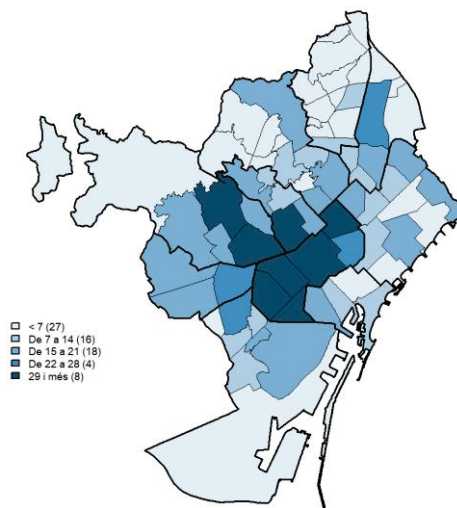 < 7 (27)
De 7 a 14 (16)
De 15 a 21 (18)
De 22 a 28 (4)
29 i més (8)